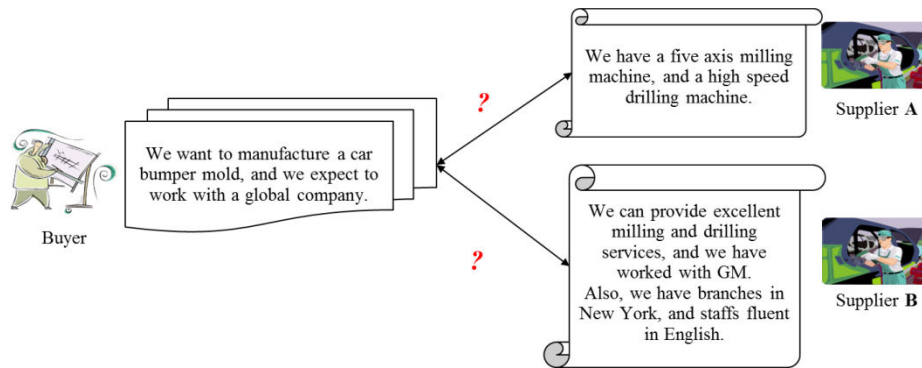 We have a five axis milling
machine, and a high speed
drilling machine.
Supplier A
?
We want to manufacture a car
bumper mold, and we expect to
work with a global company.
Buyer
?
We can provide excellent
milling and drilling
services, and we have
worked with GM.
Also, we have branches in
New York, and staffs fluent
in English.
Supplier B